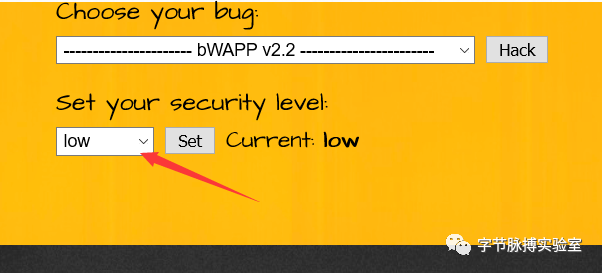 Choose your bug:
---------------------- bWAPP v2.2 ----------------------- Hack
Set your security level:
low Set Current: low
字节脉搏实验室